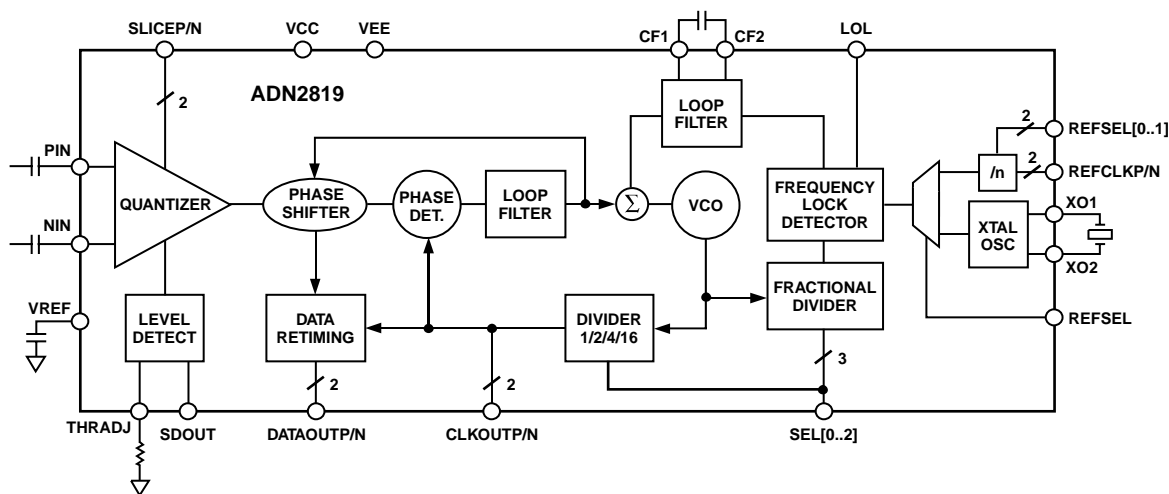 SLICEP/N
VCC
VEE
CF1
CF2
LOL
ADN2819
2
LOOP
FILTER
2
REFSEL[0..1]
PIN
/n
2
REFCLKP/N
QUANTIZER
PHASE
SHIFTER
PHASE
DET.
LOOP
FILTER
Σ
VCO
FREQUENCY
LOCK
DETECTOR
XO1
NIN
XTAL
OSC
XO2
VREF
LEVEL
DETECT
DATA
RETIMING
DIVIDER
1/2/4/16
FRACTIONAL
DIVIDER
REFSEL
2
2
3
THRADJ
SDOUT
DATAOUTP/N
CLKOUTP/N
SEL[0..2]